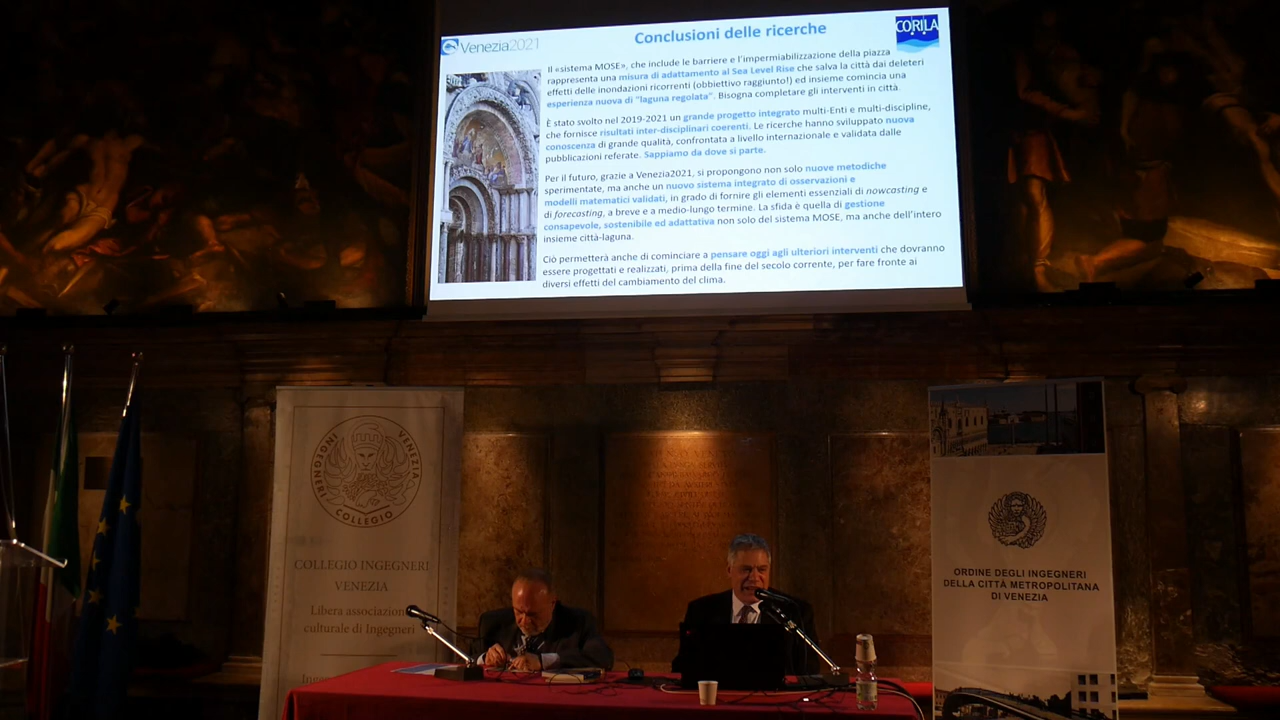 Venezia2021
Conclusioni delle ricerche
CORILA
Il «sistema MOSE», che include le barriere e l'impermiabilizzazione della piazza
rappresenta una misura di adattamento al Sea Level Rise che salva la città dai deleteri
effetti delle inondazioni ricorrenti (obbiettivo raggiunto!) ed insieme comincia una
esperienza nuova di "laguna regolata". Bisogna completare gli interventi in città.
È stato svolto nel 2019-2021 un grande progetto integrato multi-Enti e multi-discipline,
che fornisce risultati inter-disciplinari coerenti. Le ricerche hanno sviluppato nuova
conoscenza di grande qualità, confrontata a livello internazionale e validata dalle
pubblicazioni referate. Sappiamo da dove si parte.
Per il futuro, grazie a Venezia2021, si propongono non solo nuove metodiche
sperimentate, ma anche un nuovo sistema integrato di osservazioni e
modelli matematici validati, in grado di fornire gli elementi essenziali di nowcasting e
di forecasting, a breve e a medio-lungo termine. La sfida è quella di gestione
consapevole, sostenibile ed adattativa non solo del sistema MOSE, ma anche dell'intero
insieme città-laguna.
Ciò permetterà anche di cominciare a pensare oggi agli ulteriori interventi che dovranno
essere progettati e realizzati, prima della fine del secolo corrente, per fare fronte ai
diversi effetti del cambiamento del clima.
INGEGNERI VENEZIA
COLLEGIO
COLLEGIO INGEGNERI
VENEZIA
Libera associazione
culturale di Ingegneri
ORDINE DEGLI INGEGNERI
DELLA CITTÀ METROPOLITANA
DI VENEZIA